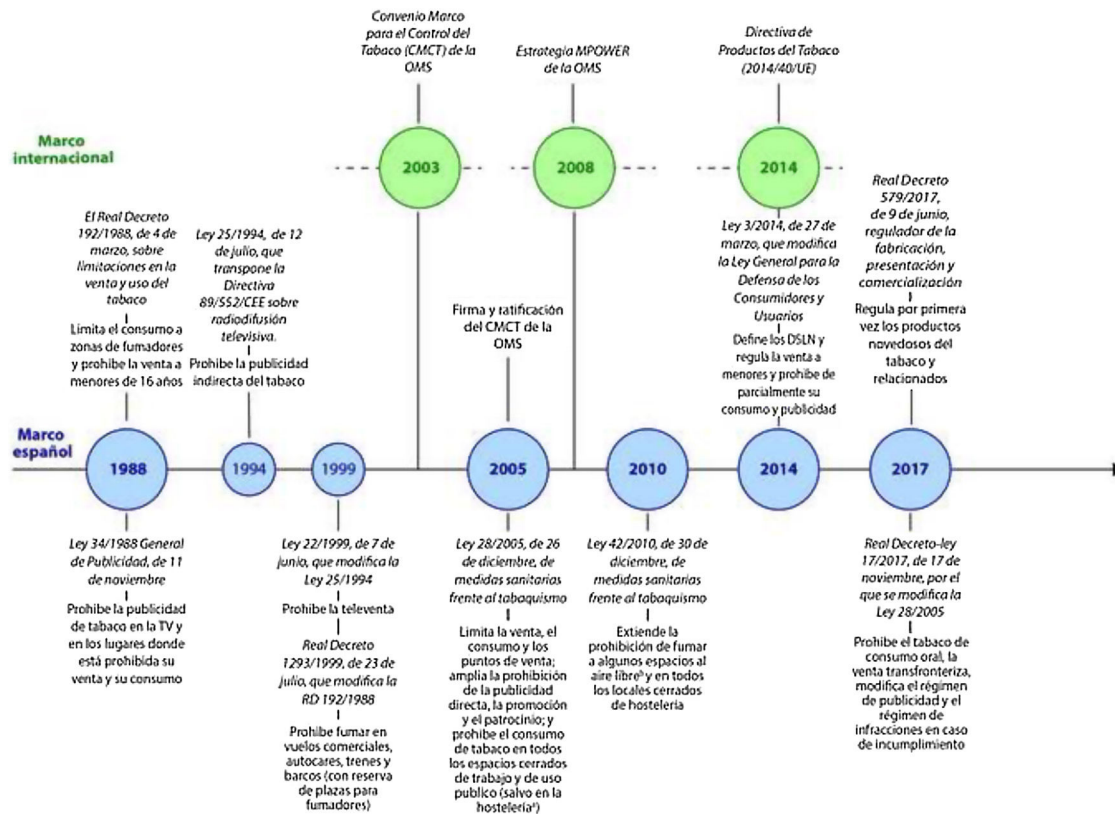 Convenio Marco
para el Control del
Tabaco (CMCT) de la
OMS
Estrategia MPOWER
de la OMS
Directiva de
Productos del Tabaco
(2014/40/UE)
Marco
internacional
2003
2008
2014
El Real Decreto
192/1988, de 4 de
marzo, sobre
limitaciones en la
venta y uso del
tabaco
Limita el consumo a
zonas de fumadores
y prohibe la venta a
menores de 16 años
Ley 25/1994, de 12
de julio, que
transpone la
Directiva
89/552/CEE sobre
radiodifusión
televisiva.
Prohibe la publicidad
indirecta del tabaco
Firma y ratificación
del CMCT de la
OMS
Ley 3/2014, de 27 de
marzo, que modifica
la Ley General para la
Defensa de los
Consumidores y
Usuarios
Define los DSLN y
regula la venta a
menores y prohibe de
parcialmente su
consumo y publicidad
Real Decreto
579/2017,
de 9 de junio,
regulador de la
fabricación,
presentación y
comercialización
Regula por primera
vez los productos
novedosos del
tabaco y
relacionados
Marco
español
1988
1994
1999
2005
2010
2014
2017
Ley 34/1988 General
de Publicidad, de 11
de noviembre
Prohibe la publicidad
de tabaco en la TV y
en los lugares donde
está prohibida su
venta y su consumo
Ley 22/1999, de 7 de
junio, que modifica la
Ley 25/1994
Prohibe la televenta
Real Decreto
1293/1999, de 23 de
julio, que modifica la
RD 192/1988
Prohibe fumar en
vuelos comerciales,
autocares, trenes y
barcos (con reserva
de plazas para
fumadores)
Ley 28/2005, de 26
de diciembre, de
medidas sanitarias
frente al tabaquismo
Limita la venta, el
consumo y los
puntos de venta;
amplia la prohibición
de la publicidad
directa, la promoción
y el patrocinio; y
prohibe el consumo
de tabaco en todos
los espacios cerrados
de trabajo y de uso
publico (salvo en la
hostelería<sup>a</sup>)
Ley 42/2010, de 30 de
diciembre, de
medidas sanitarias
frente al tabaquismo
Extiende la
prohibición de fumar
a algunos espacios al
aire libre<sup>b</sup> y en todos
los locales cerrados
de hostelería
Real Decreto-ley
17/2017, de 17 de
noviembre, por el
que se modifica la
Ley 28/2005
Prohibe el tabaco de
consumo oral, la
venta transfronteriza,
modifica el régimen
de publicidad y el
régimen de
infracciones en caso
de incumplimiento